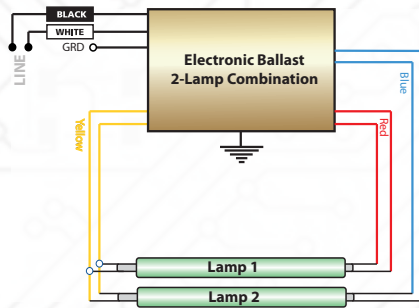 BLACK
WHITE
GRD
LINE
Electronic Ballast
2-Lamp Combination
Blue
Red
Yellow
Lamp 1
Lamp 2